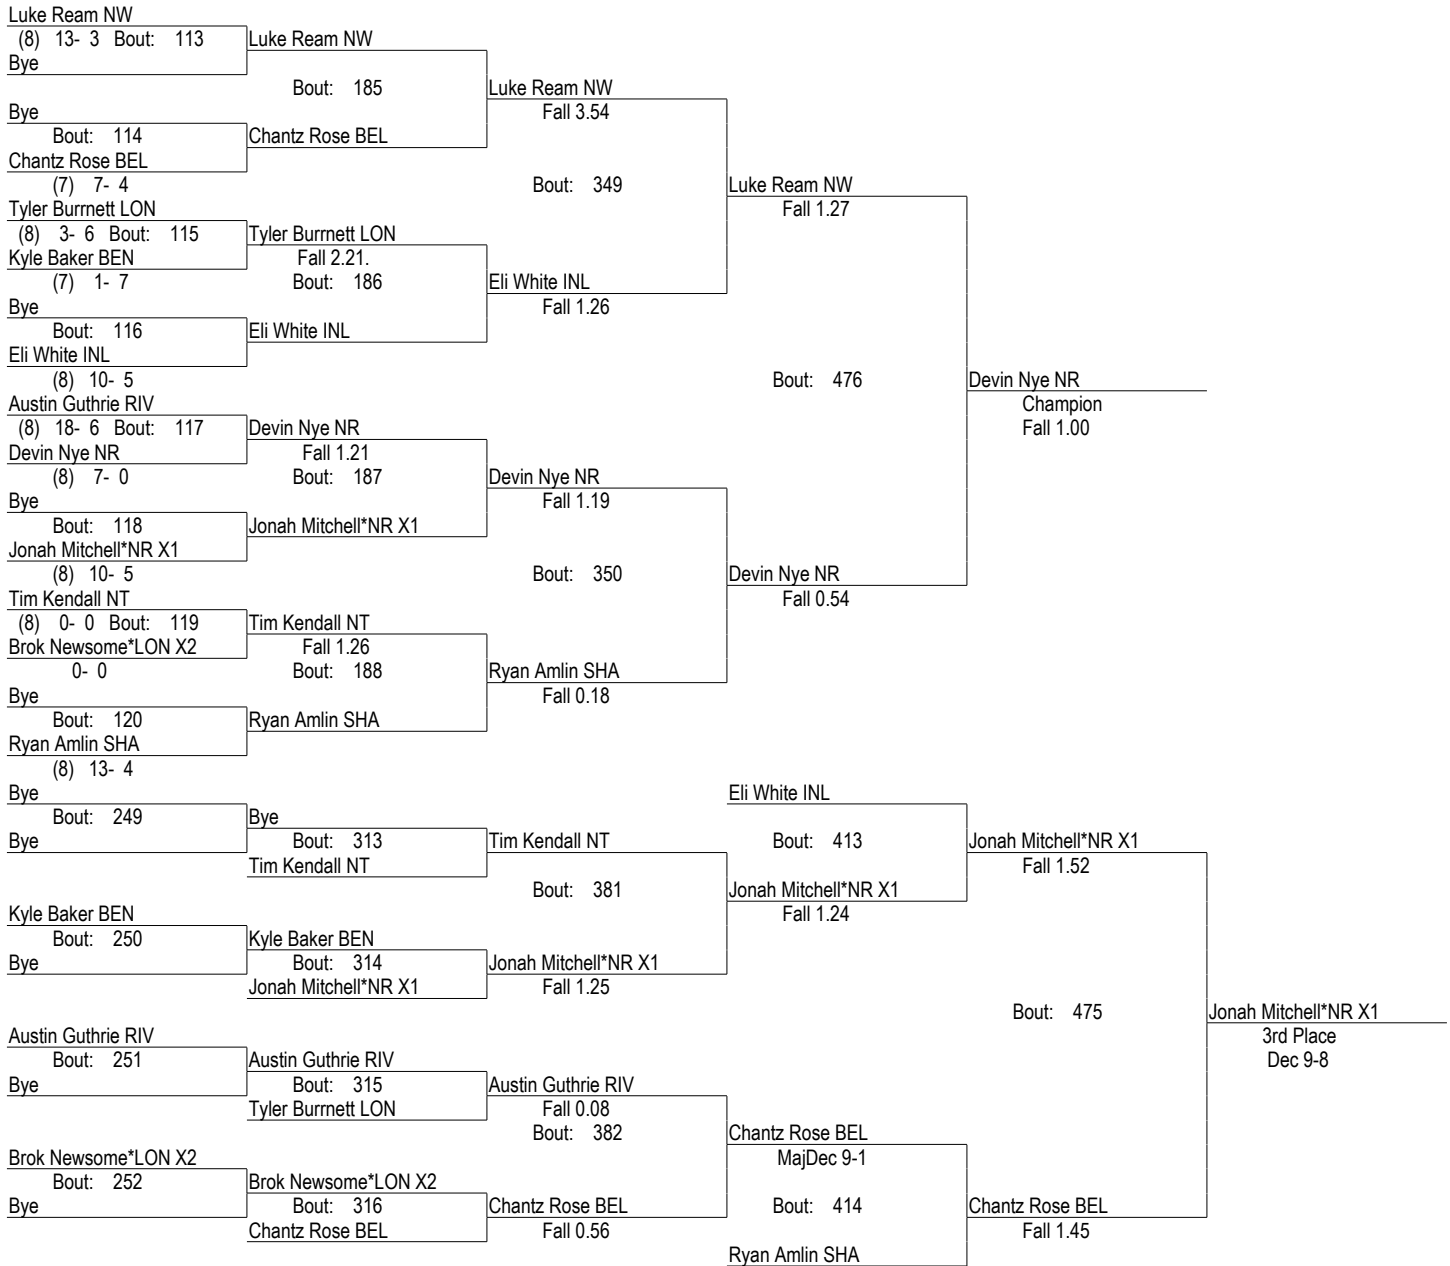 Luke Ream NW
(8) 13- 3 Bout: 113 Luke Ream NW
Bye
Bout: 185 Luke Ream NW
Bye Fall 3.54
Bout: 114 Chantz Rose BEL
Chantz Rose BEL
(7) 7- 4 Bout: 349 Luke Ream NW
Tyler Burrnett LON Fall 1.27
(8) 3- 6 Bout: 115 Tyler Burrnett LON
Kyle Baker BEN Fall 2.21.
(7) 1- 7 Bout: 186 Eli White INL
Bye Fall 1.26
Bout: 116 Eli White INL
Eli White INL
(8) 10- 5 Bout: 476 Devin Nye NR
Austin Guthrie RIV Champion
(8) 18- 6 Bout: 117 Devin Nye NR Fall 1.00
Devin Nye NR Fall 1.21
(8) 7- 0 Bout: 187 Devin Nye NR
Bye Fall 1.19
Bout: 118 Jonah Mitchell*NR X1
Jonah Mitchell*NR X1
(8) 10- 5 Bout: 350 Devin Nye NR
Tim Kendall NT Fall 0.54
(8) 0- 0 Bout: 119 Tim Kendall NT
Brok Newsome*LON X2 Fall 1.26
0- 0 Bout: 188 Ryan Amlin SHA
Bye Fall 0.18
Bout: 120 Ryan Amlin SHA
Ryan Amlin SHA
(8) 13- 4
Bye Eli White INL
Bout: 249 Bye
Bye Bout: 313 Tim Kendall NT Bout: 413 Jonah Mitchell*NR X1
Tim Kendall NT Fall 1.52
Bout: 381 Jonah Mitchell*NR X1
Kyle Baker BEN Fall 1.24
Bout: 250 Kyle Baker BEN
Bye Bout: 314 Jonah Mitchell*NR X1
Jonah Mitchell*NR X1 Fall 1.25
Bout: 475 Jonah Mitchell*NR X1
Austin Guthrie RIV 3rd Place
Bout: 251 Austin Guthrie RIV Dec 9-8
Bye Bout: 315 Austin Guthrie RIV
Tyler Burrnett LON Fall 0.08
Bout: 382 Chantz Rose BEL
Brok Newsome*LON X2 MajDec 9-1
Bout: 252 Brok Newsome*LON X2
Bye Bout: 316 Chantz Rose BEL Bout: 414 Chantz Rose BEL
Chantz Rose BEL Fall 0.56 Fall 1.45
Ryan Amlin SHA